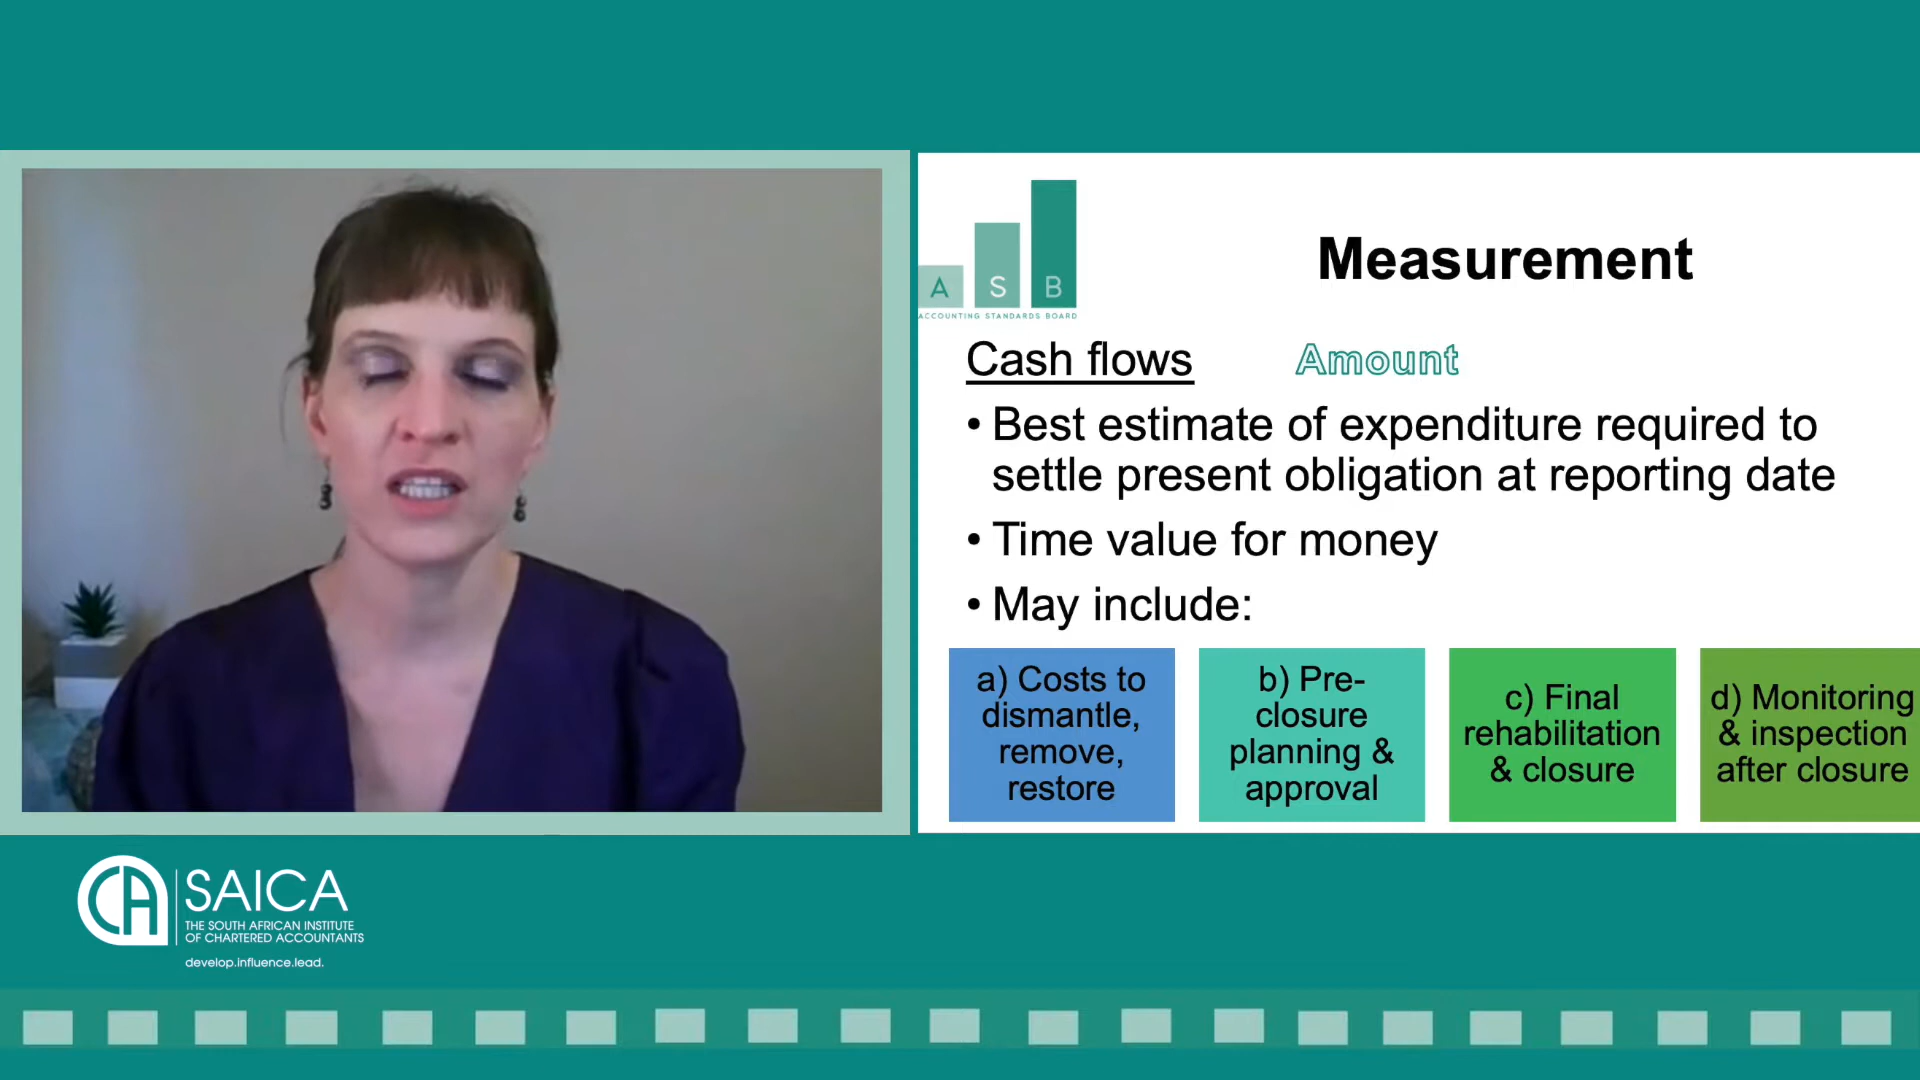 A S B
ACCOUNTING STANDARDS BOARD
Measurement
Cash flows
Amount
• Best estimate of expenditure required to
settle present obligation at reporting date
• Time value for money
• May include:
a) Costs to
dismantle,
remove,
restore
b) Pre-
closure
planning &
approval
c) Final
rehabilitation
& closure
d) Monitoring
& inspection
after closure
CA
SAICA
THE SOUTH AFRICAN INSTITUTE
OF CHARTERED ACCOUNTANTS
develop.influence.lead.